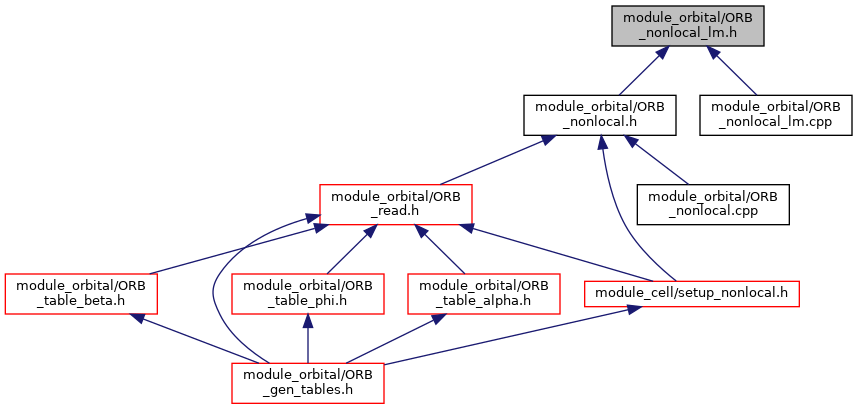 module_orbital/ORB
_nonlocal_lm.h
module_orbital/ORB
_nonlocal.h
module_orbital/ORB
_nonlocal_lm.cpp
module_orbital/ORB
_read.h
module_orbital/ORB
_nonlocal.cpp
module_orbital/ORB
_table_beta.h
module_orbital/ORB
_table_phi.h
module_orbital/ORB
_table_alpha.h
module_cell/setup_nonlocal.h
module_orbital/ORB
_gen_tables.h